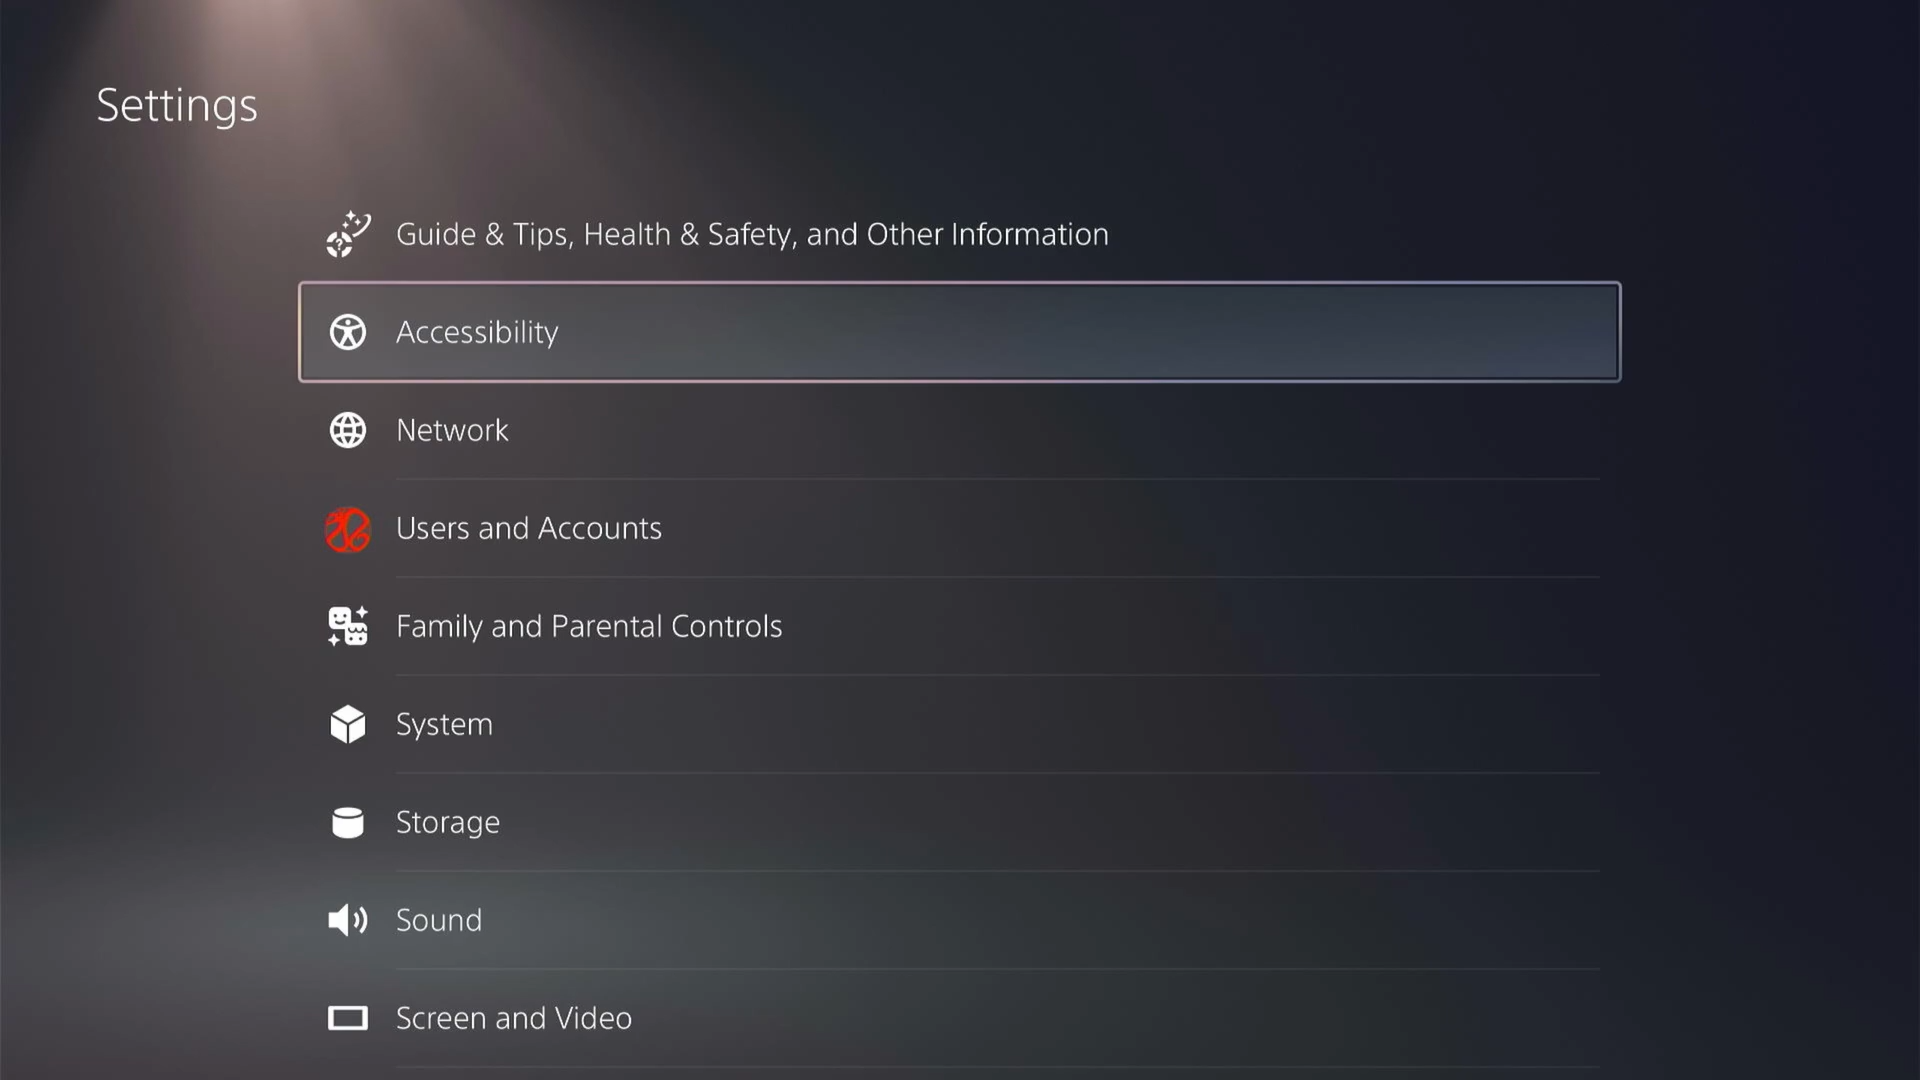 Settings
Guide & Tips, Health & Safety, and Other Information
Accessibility
Network
Users and Accounts
Family and Parental Controls
System
Storage
Sound
Screen and Video